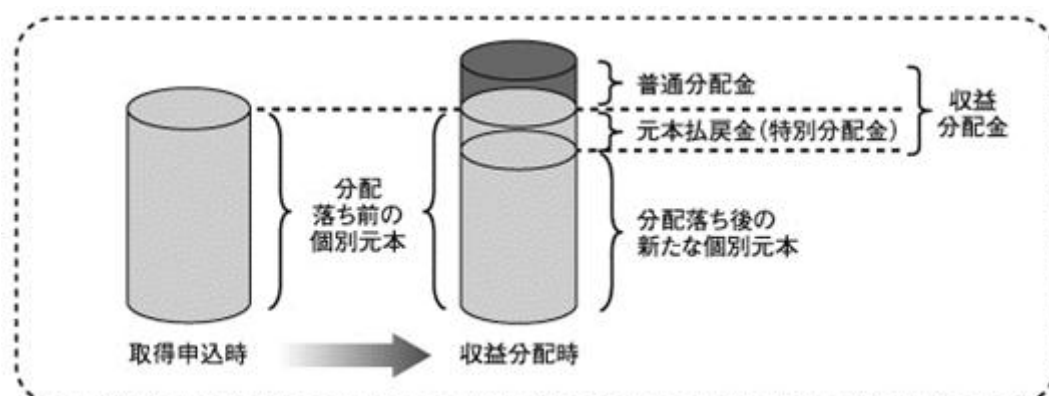 普通分配金
元本払戻金(特別分配金)
収益
分配金
分配
落ち前の
個別元本
分配落ち後の
新たな個別元本
取得申込時
収益分配時